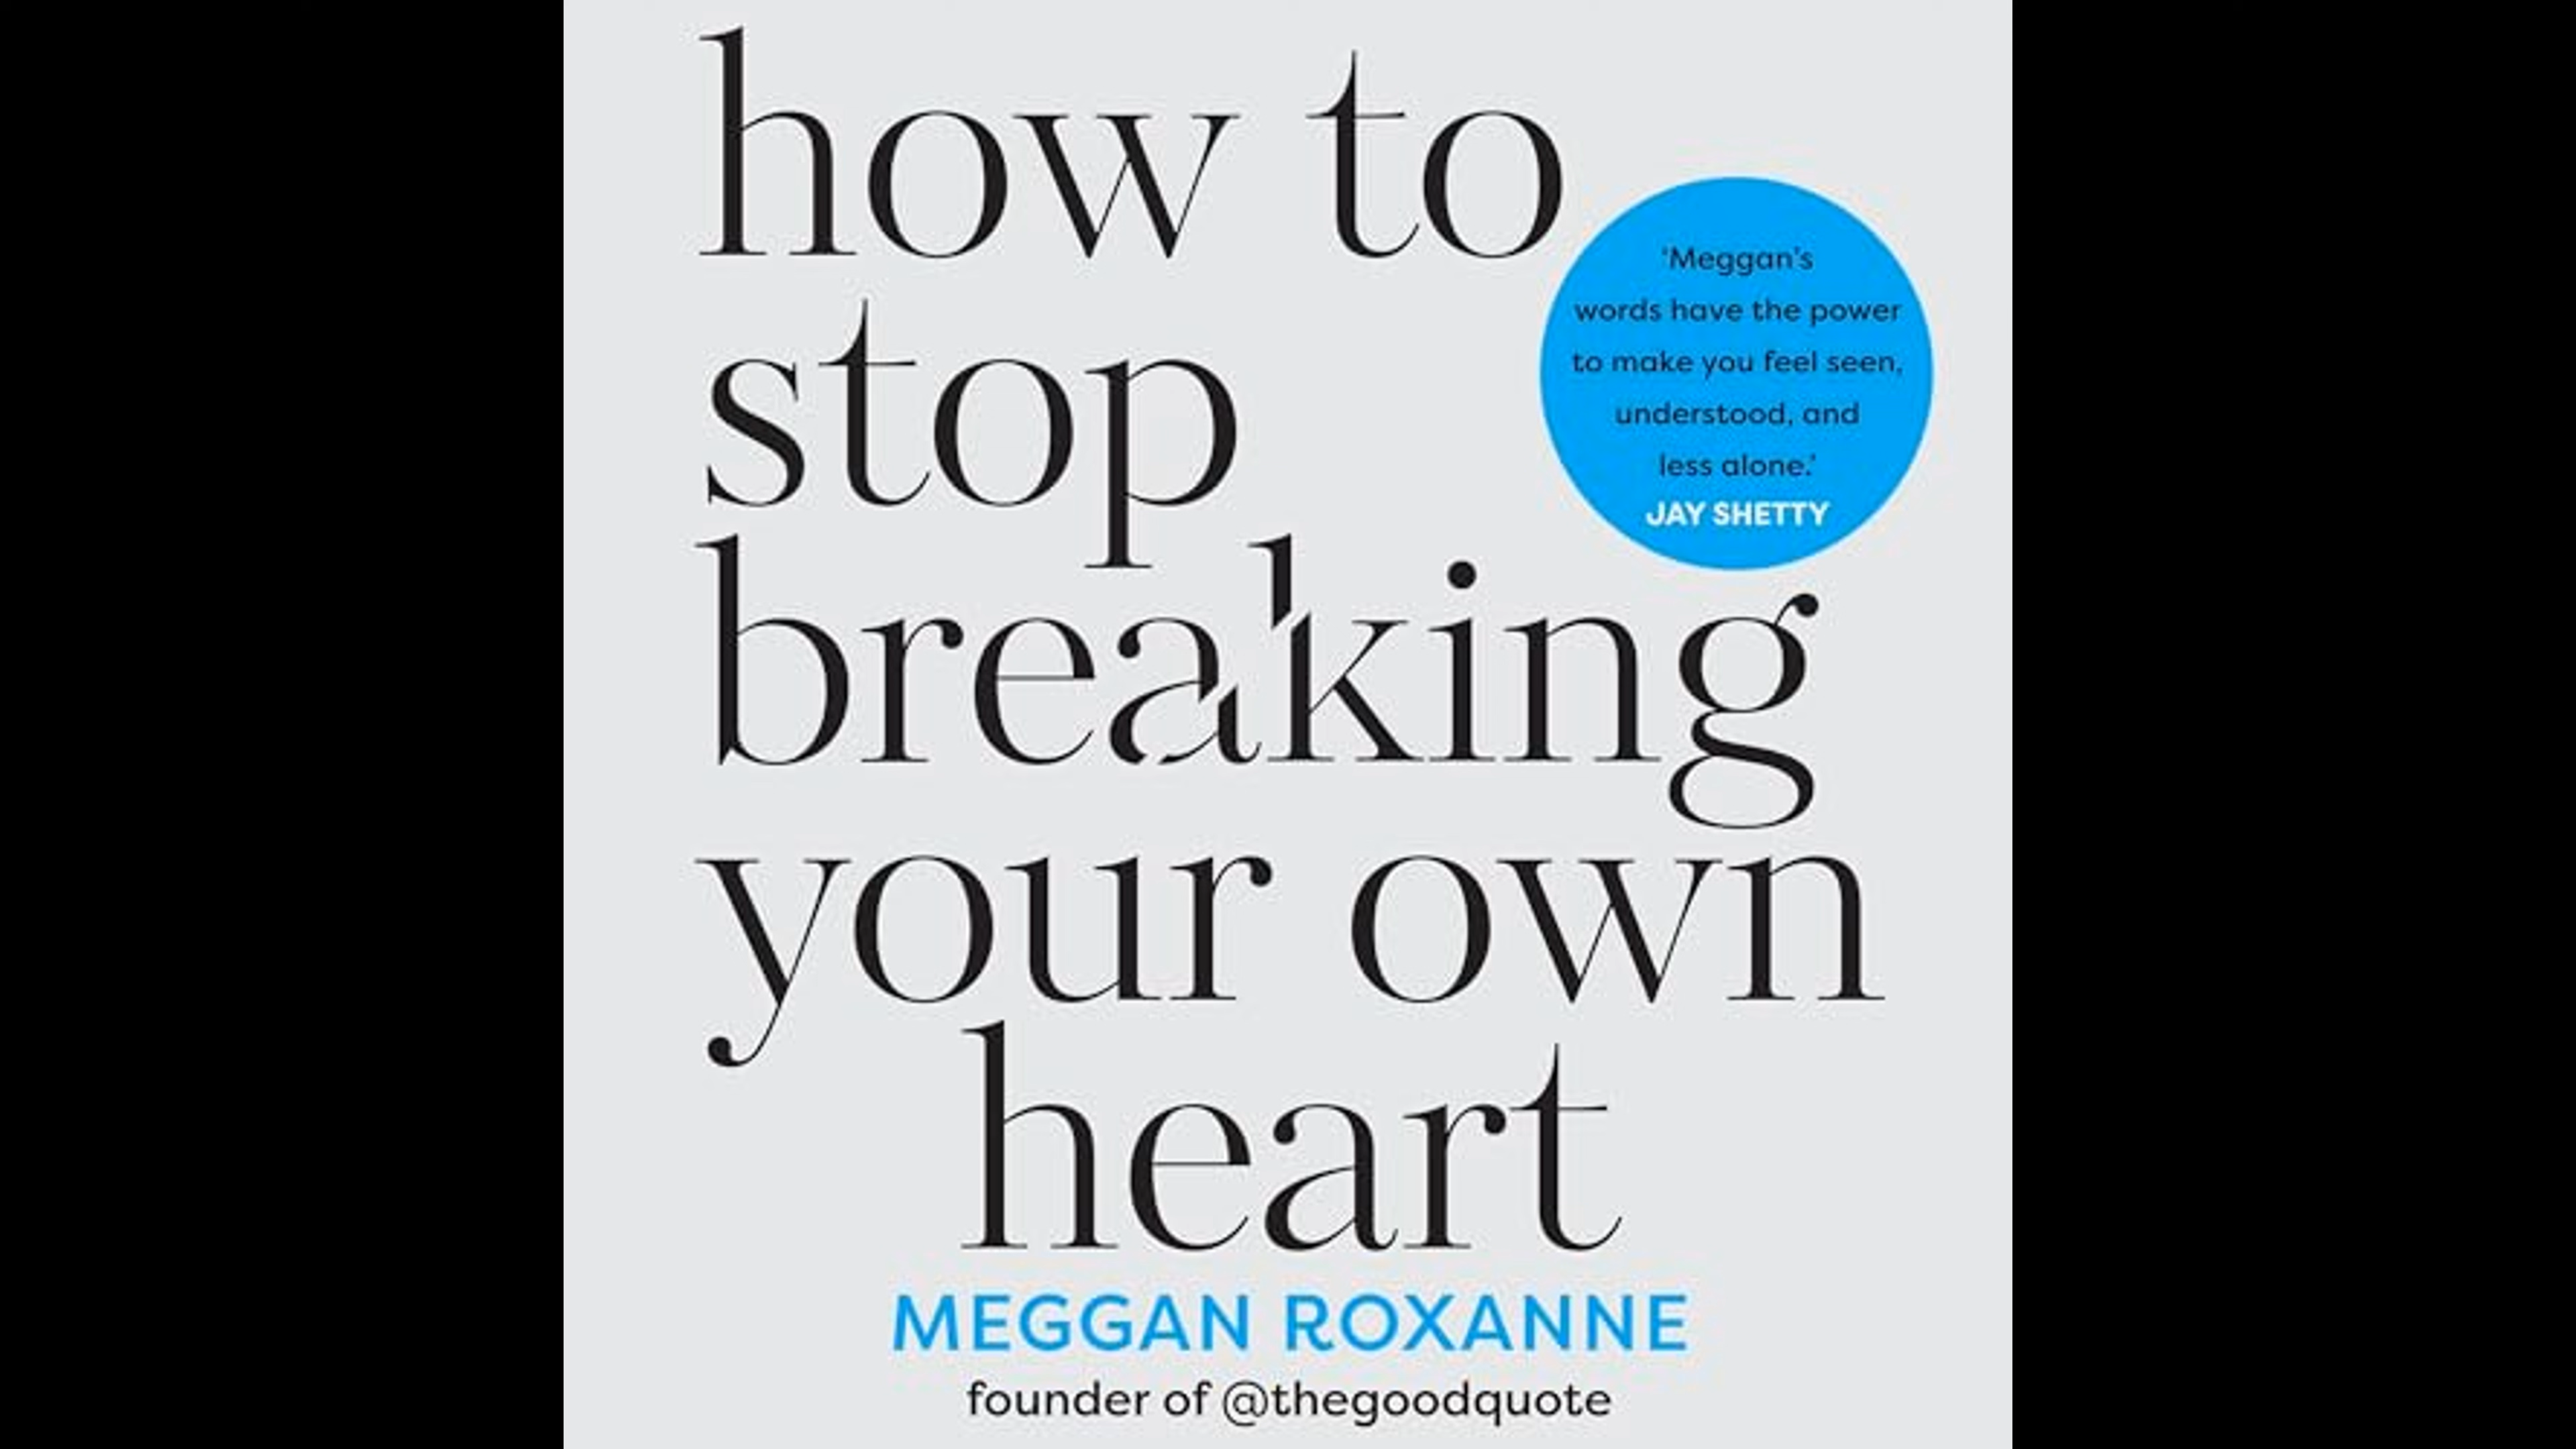 how to
stop
breaking
your own
heart
‘Meggan’s
words have the power
to make you feel seen,
understood, and
less alone.’
JAY SHETTY
MEGGAN ROXANNE
founder of @thegoodquote